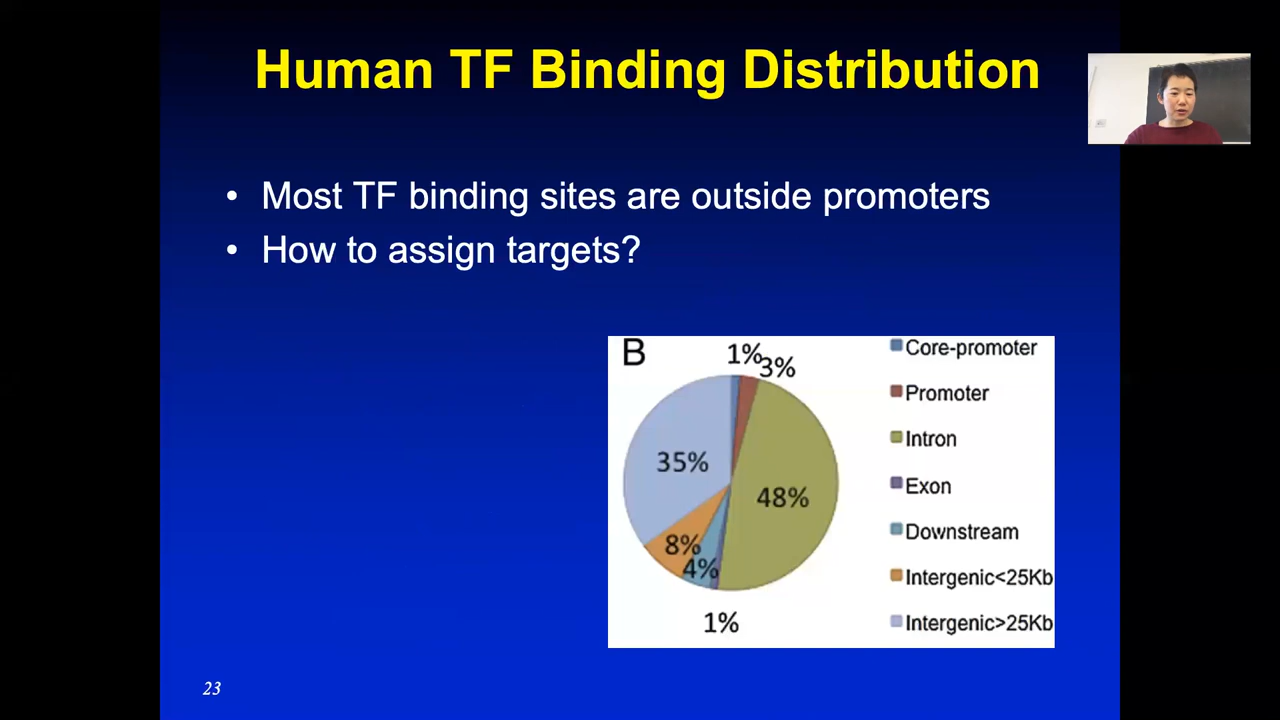 Human TF Binding Distribution
• Most TF binding sites are outside promoters
• How to assign targets?
B
1%
3%
35%
48%
8%
4%
1%
Core-promoter
Promoter
Intron
Exon
Downstream
Intergenic<25Kb
Intergenic>25Kb
23